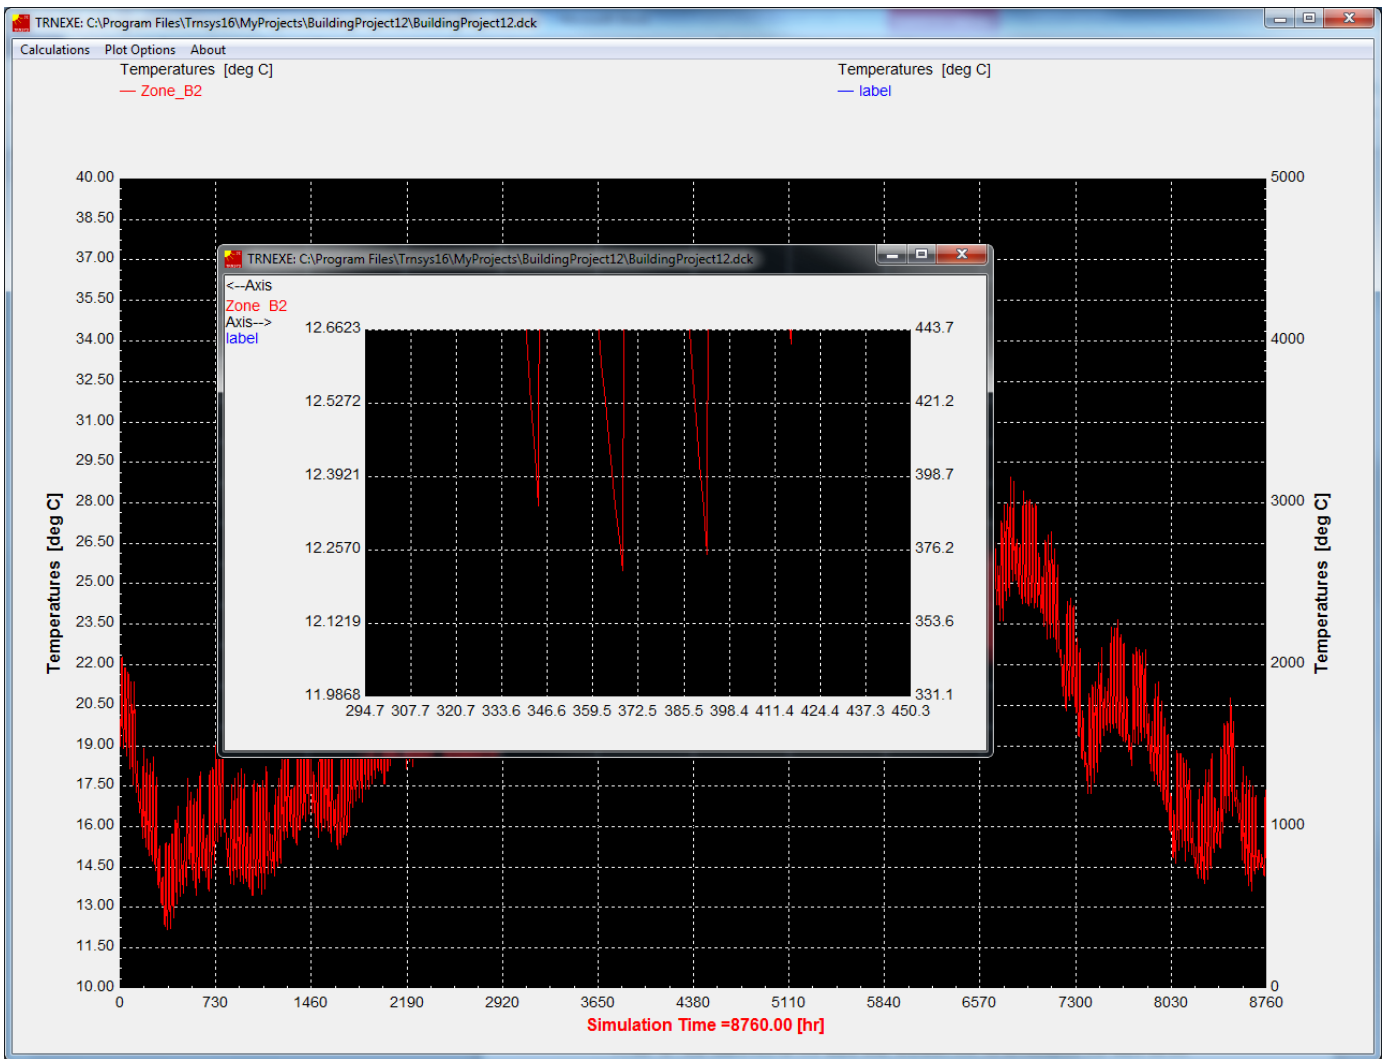 TRNEXE: C:\Program Files\Trnsys16\MyProjects\BuildingProject12\BuildingProject12.dck
Calculations Plot Options About
Temperatures [deg C] Temperatures [deg C]
— Zone_B2 — label
40.00 5000
38.50
37.00
TRNEXE: C:\Program Files\Trnsys16\MyProjects\BuildingProject12\BuildingProject12.dck
<--Axis
Zone_B2
Axis-->
label
12.6623 443.7
12.5272 421.2
12.3921 398.7
12.2570 376.2
12.1219 353.6
11.9868 331.1
294.7 307.7 320.7 333.6 346.6 359.5 372.5 385.5 398.4 411.4 424.4 437.3 450.3
35.50
34.00 4000
32.50
31.00
29.50
28.00 3000
26.50
25.00
23.50
22.00 2000
20.50
19.00
17.50
16.00 1000
14.50
13.00
11.50
10.00 0
Temperatures [deg C]
Temperatures [deg C]
0 730 1460 2190 2920 3650 4380 5110 5840 6570 7300 8030 8760
Simulation Time =8760.00 [hr]